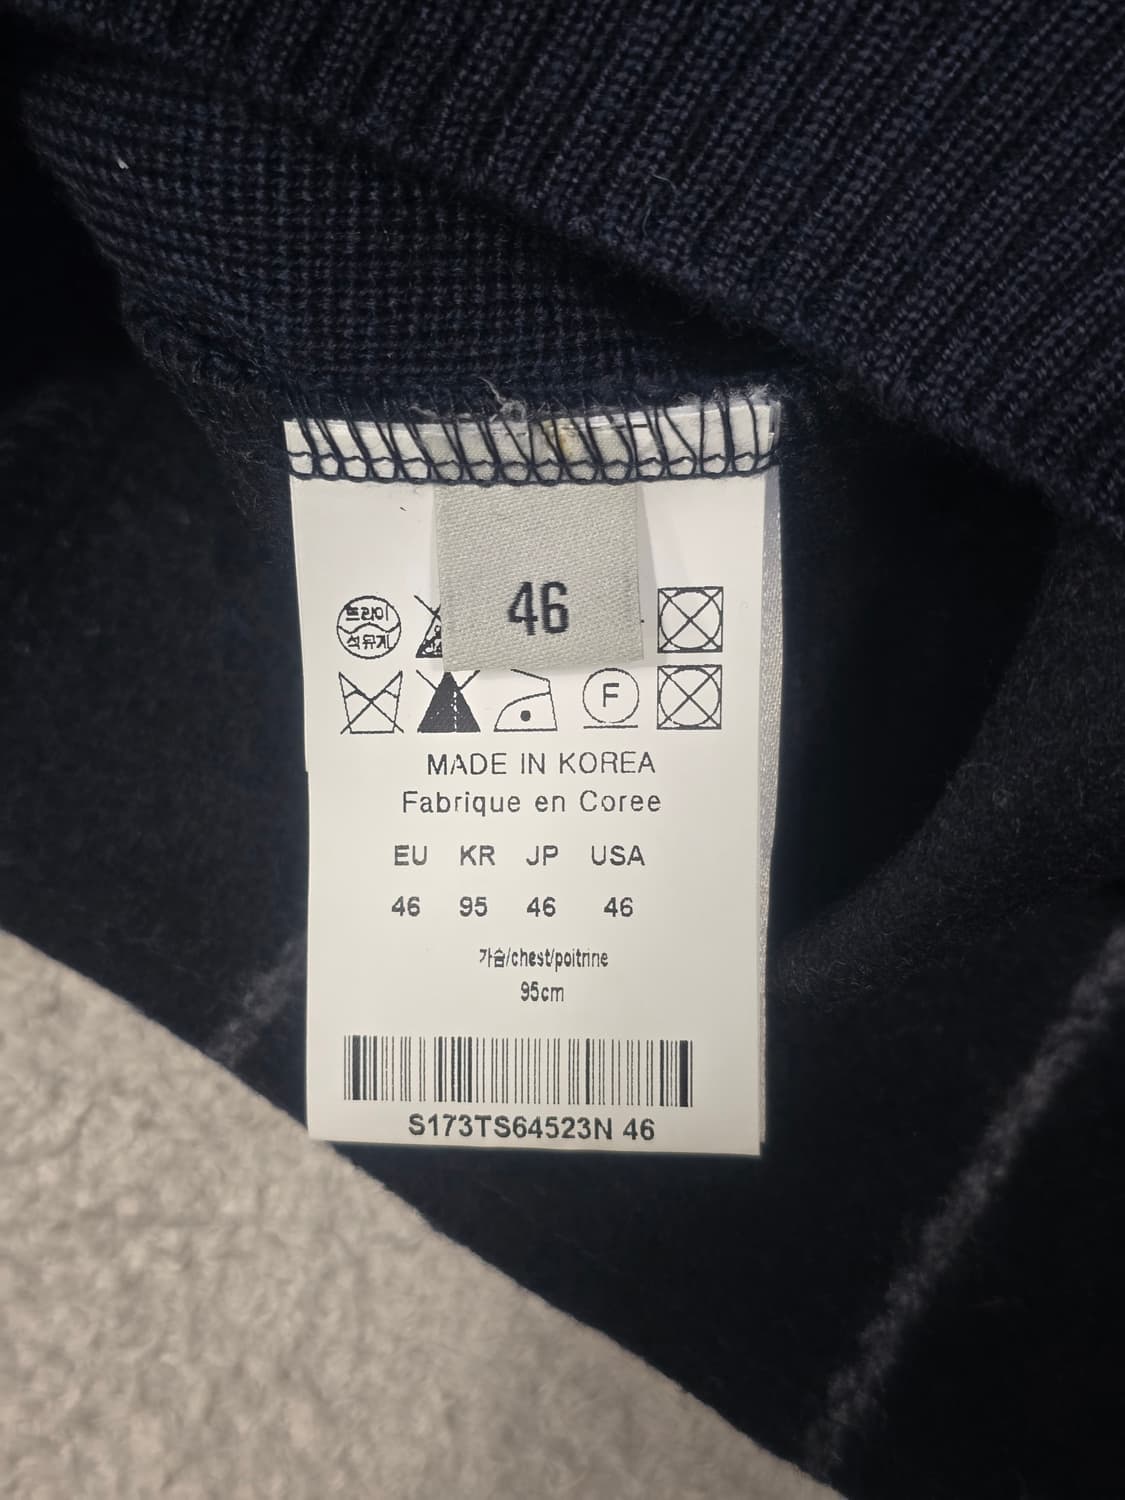 46
드라이
석유계
F
MADE IN KOREA
Fabrique en Coree
EU KR JP USA
46 95 46 46
가슴/chest/poitrine
95cm
S173TS64523N 46